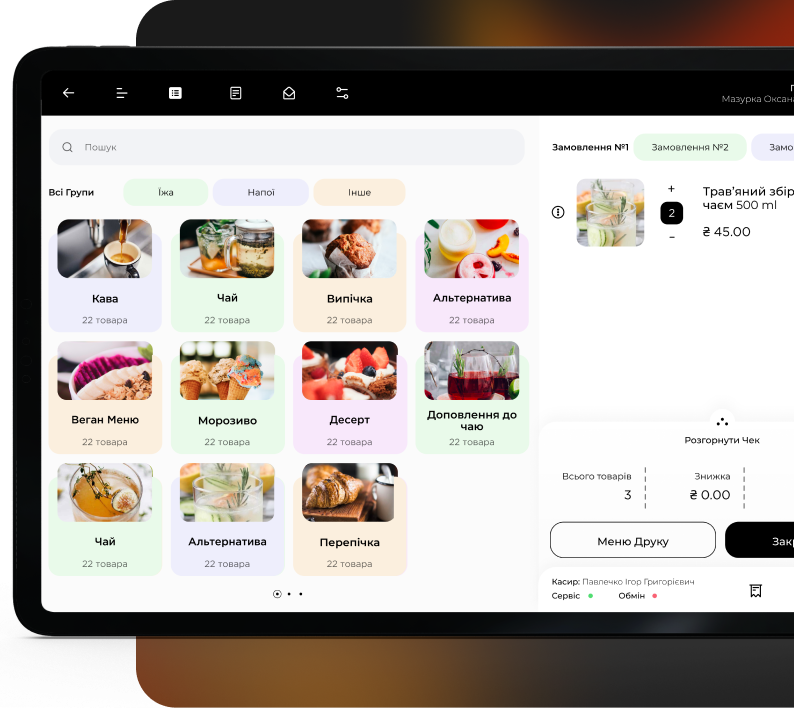 Мазурка Оксана
Пошук
Всі Групи
Їжа
Напої
Інше
Кава
22 товара
Чай
22 товара
Випічка
22 товара
Альтернатива
22 товара
Веган Меню
22 товара
Морозиво
22 товара
Десерт
22 товара
Доповлення до
чаю
22 товара
Чай
22 товара
Альтернатива
22 товара
Перепічка
22 товара
Замовлення №1
Замовлення №2
Замо
+
2
-
Трав’яний збір
чаєм 500 ml
₴ 45.00
Розгорнути Чек
Всього товарів
3
Знижка
₴ 0.00
Меню Друку
Зак
Касир: Павлечко Ігор Григорієвич
Сервіс
Обмін